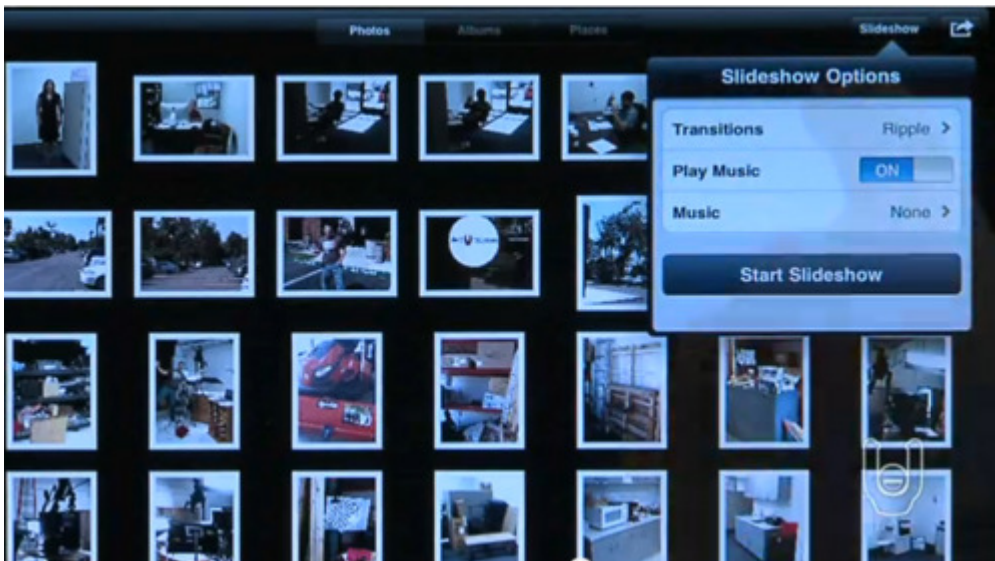 Photos Albums Places Slideshow
Slideshow Options
Transitions Ripple >
Play Music ON
Music None >
Start Slideshow